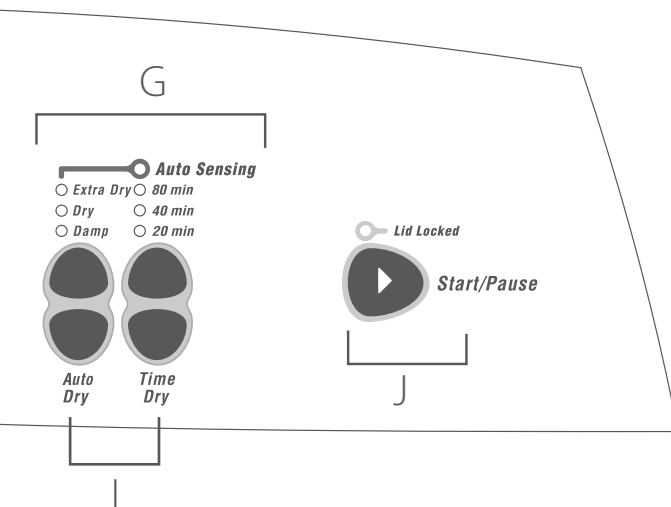 G
Auto Sensing
Extra Dry 80 min
Dry 40 min
Damp 20 min
Lid Locked
Start/Pause
Auto Dry
Time Dry
J
I